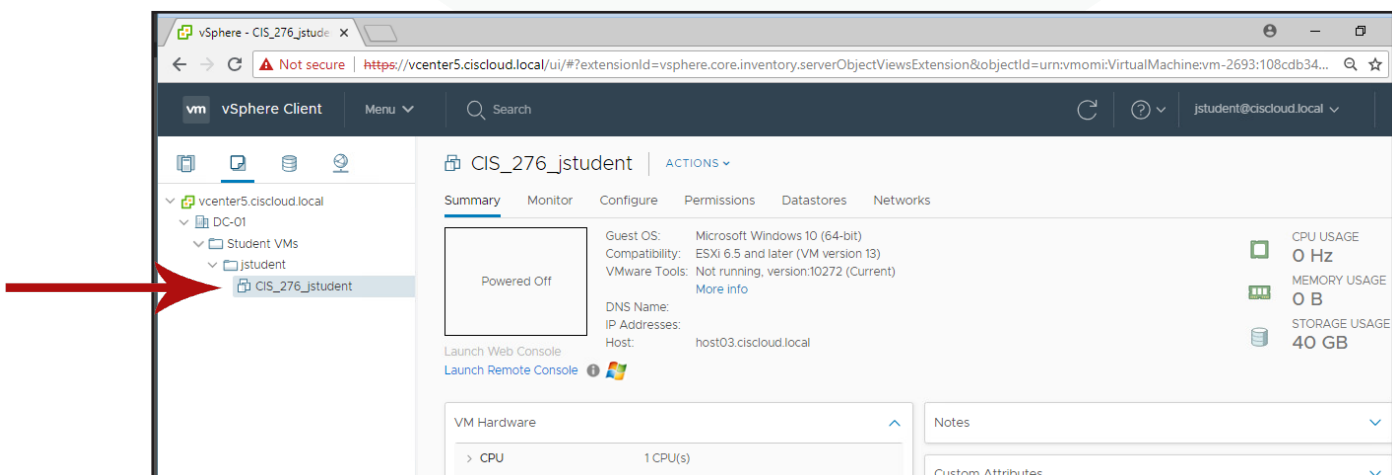 vSphere - CIS_276_jstude
Not secure | https://vcenter5.ciscloud.local/ui/#?extensionId=vsphere.core.inventory.serverObjectViewsExtension&objectId=urn:vmomi:VirtualMachine:vm-2693:108cdb34...
vm vSphere Client Menu Search jstudent@ciscloud.local
CIS_276_jstudent | ACTIONS
vcenter5.ciscloud.local
DC-01
Student VMs
jstudent
CIS_276_jstudent
Summary Monitor Configure Permissions Datastores Networks
Powered Off
Launch Web Console
Launch Remote Console
Guest OS: Microsoft Windows 10 (64-bit)
Compatibility: ESXi 6.5 and later (VM version 13)
VMware Tools: Not running, version:10272 (Current)
More info
DNS Name:
IP Addresses:
Host: host03.ciscloud.local
CPU USAGE
0 Hz
MEMORY USAGE
0 B
STORAGE USAGE
40 GB
VM Hardware
CPU 1 CPU(s)
Notes
Custom Attributes